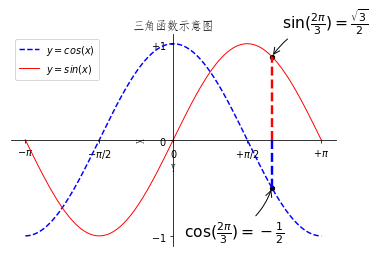 三角函数示意图
sin(2π/3) = √3/2
y = cos(x)
y = sin(x)
+1
0
X
−π
−π/2
0
+π/2
+π
Y
cos(2π/3) = −1/2
−1